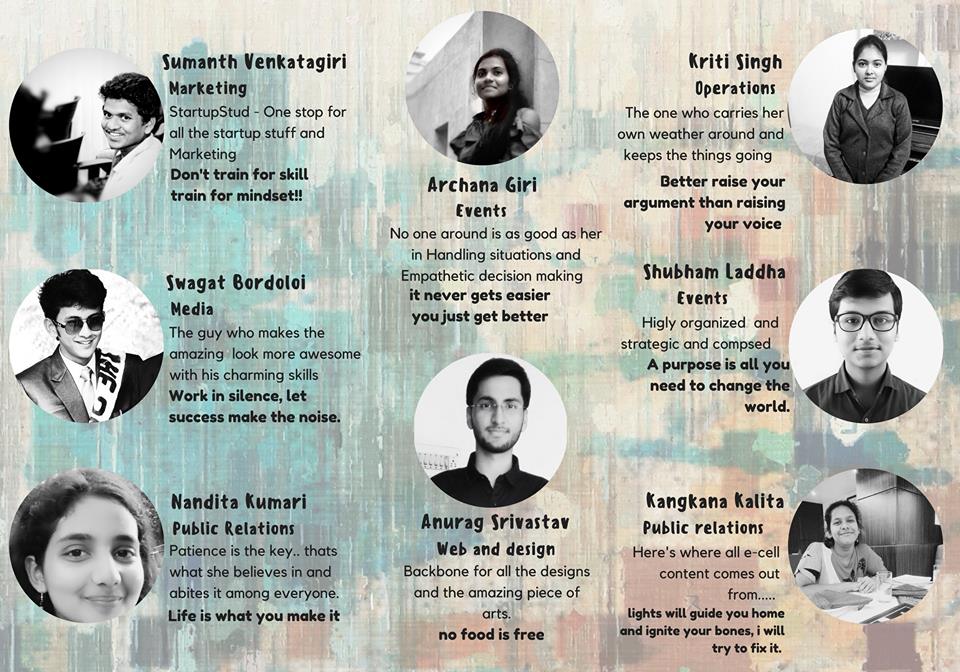 Sumanth Venkatagiri
Marketing
StartupStud - One stop for
all the startup stuff and
Marketing
Don't train for skill
train for mindset!!
Archana Giri
Events
No one around is as good as her
in Handling situations and
Empathetic decision making
it never gets easier
you just get better
Kriti Singh
Operations
The one who carries her
own weather around and
keeps the things going
Better raise your
argument than raising
your voice
Swagat Bordoloi
Media
The guy who makes the
amazing look more awesome
with his charming skills
Work in silence, let
success make the noise.
Shubham Laddha
Events
Higly organized and
strategic and compsed
A purpose is all you
need to change the
world.
Nandita Kumari
Public Relations
Patience is the key.. thats
what she believes in and
abites it among everyone.
Life is what you make it
Anurag Srivastav
Web and design
Backbone for all the designs
and the amazing piece of
arts.
no food is free
Kangkana Kalita
Public relations
Here's where all e-cell
content comes out
from.....
lights will guide you home
and ignite your bones, i will
try to fix it.